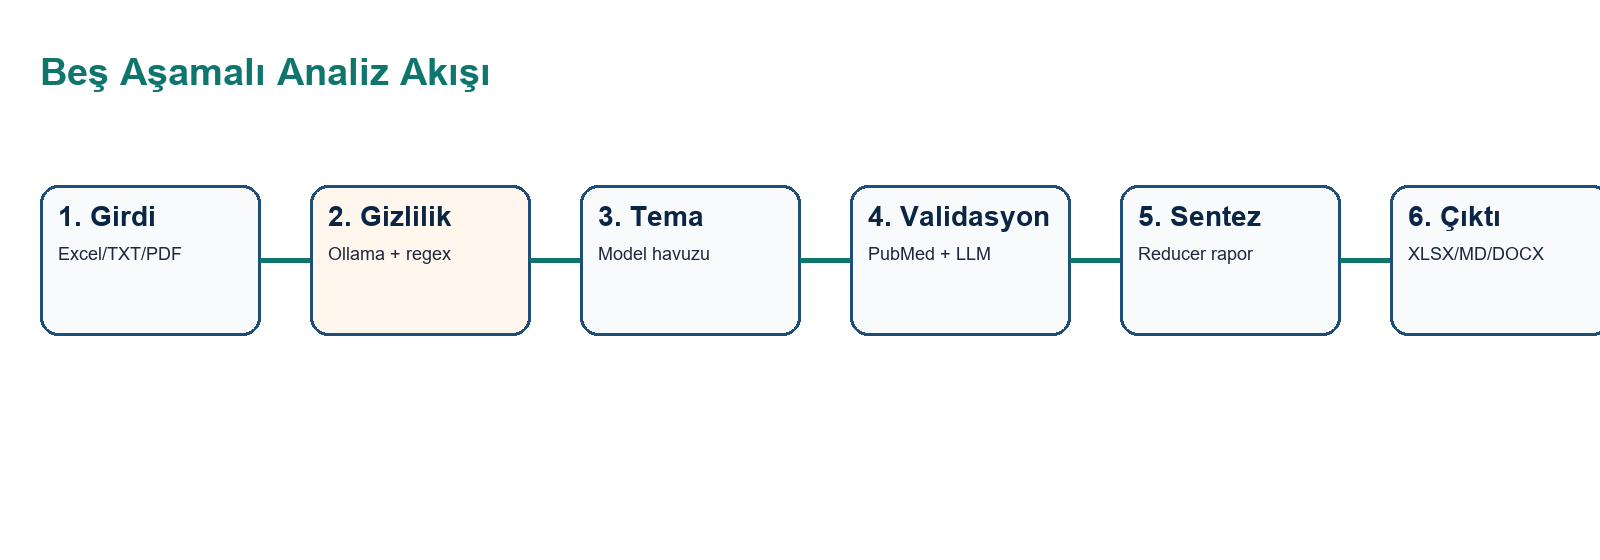 Beş Aşamalı Analiz Akışı
1. Girdi
Excel/TXT/PDF
2. Gizlilik
Ollama + regex
3. Tema
Model havuzu
4. Validasyon
PubMed + LLM
5. Sentez
Reducer rapor
6. Çıktı
XLSX/MD/DOCX